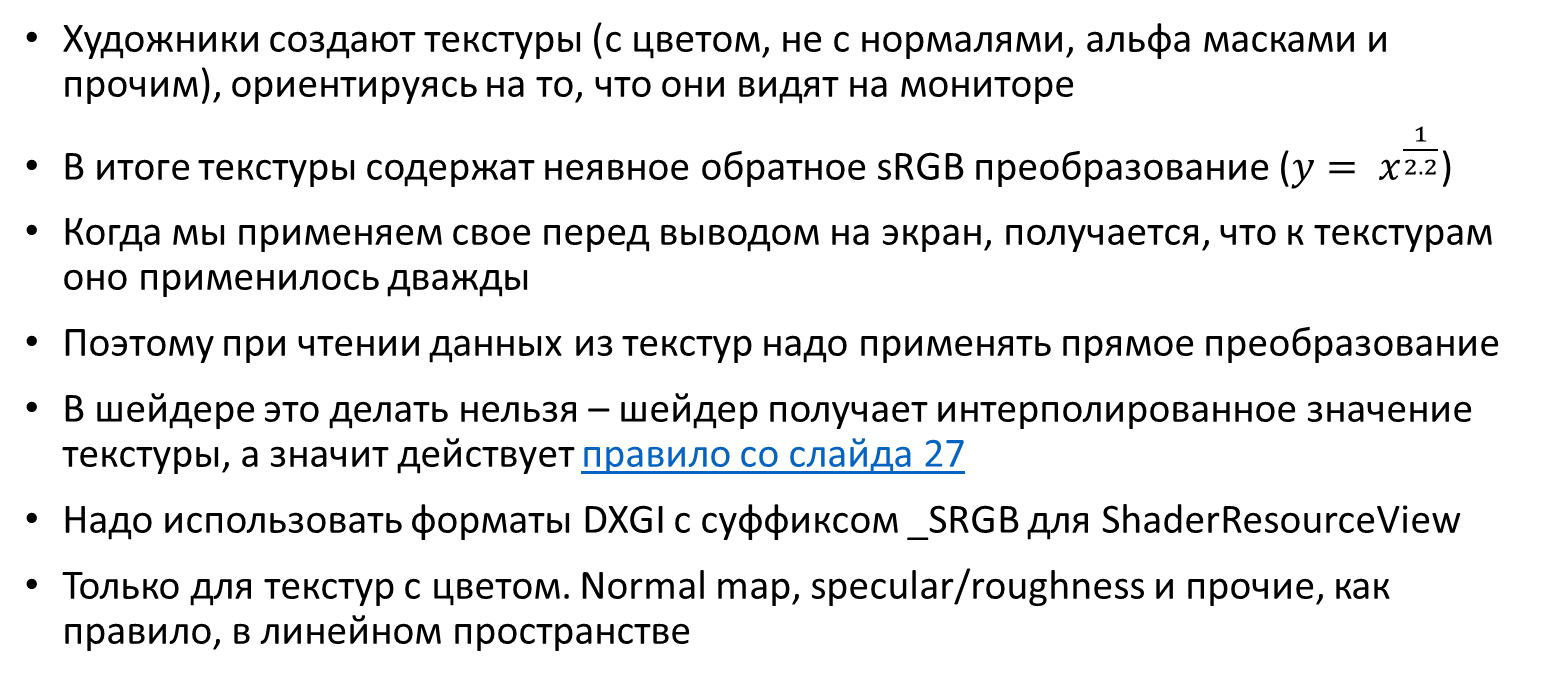 • Художники создают текстуры (с цветом, не с нормалями, альфа масками и
прочим), ориентируясь на то, что они видят на мониторе
• В итоге текстуры содержат неявное обратное sRGB преобразование (y = x^(1/2.2))
• Когда мы применяем свое перед выводом на экран, получается, что к текстурам
оно применилось дважды
• Поэтому при чтении данных из текстур надо применять прямое преобразование
• В шейдере это делать нельзя – шейдер получает интерполированное значение
текстуры, а значит действует правило со слайда 27
• Надо использовать форматы DXGI с суффиксом _SRGB для ShaderResourceView
• Только для текстур с цветом. Normal map, specular/roughness и прочие, как
правило, в линейном пространстве